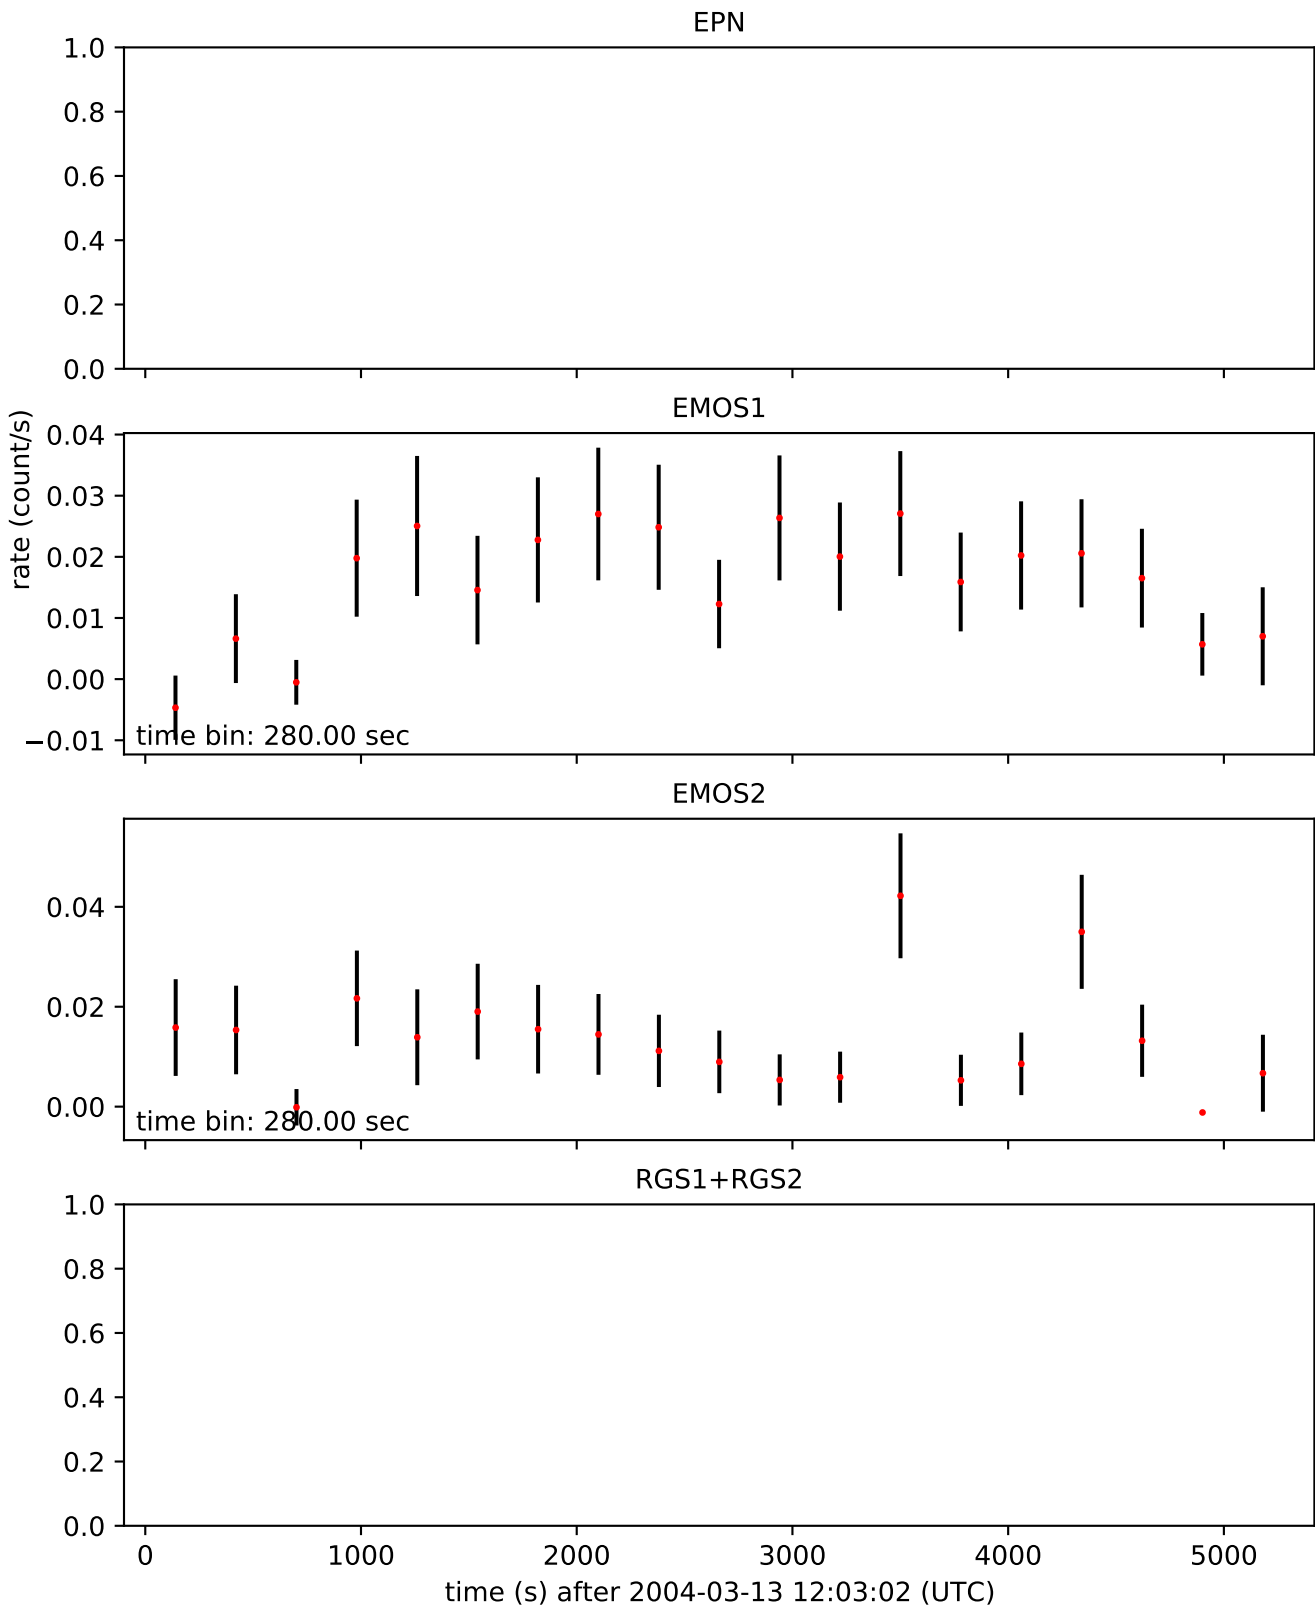 EPN
1.0
0.8
0.6
0.4
0.2
0.0
EMOS1
rate (count/s)
0.04
0.03
0.02
0.01
0.00
−0.01
time bin: 280.00 sec
EMOS2
0.04
0.02
0.00
time bin: 280.00 sec
RGS1+RGS2
1.0
0.8
0.6
0.4
0.2
0.0
0 1000 2000 3000 4000 5000
time (s) after 2004-03-13 12:03:02 (UTC)